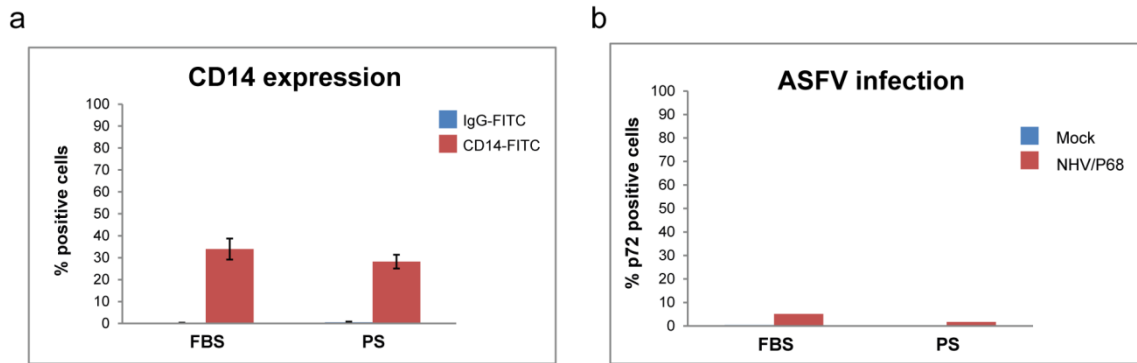 a
CD14 expression
% positive cells
100
90
80
70
60
50
40
30
20
10
0
FBS
PS
IgG-FITC
CD14-FITC
b
ASFV infection
% p72 positive cells
100
90
80
70
60
50
40
30
20
10
0
FBS
PS
Mock
NHV/P68